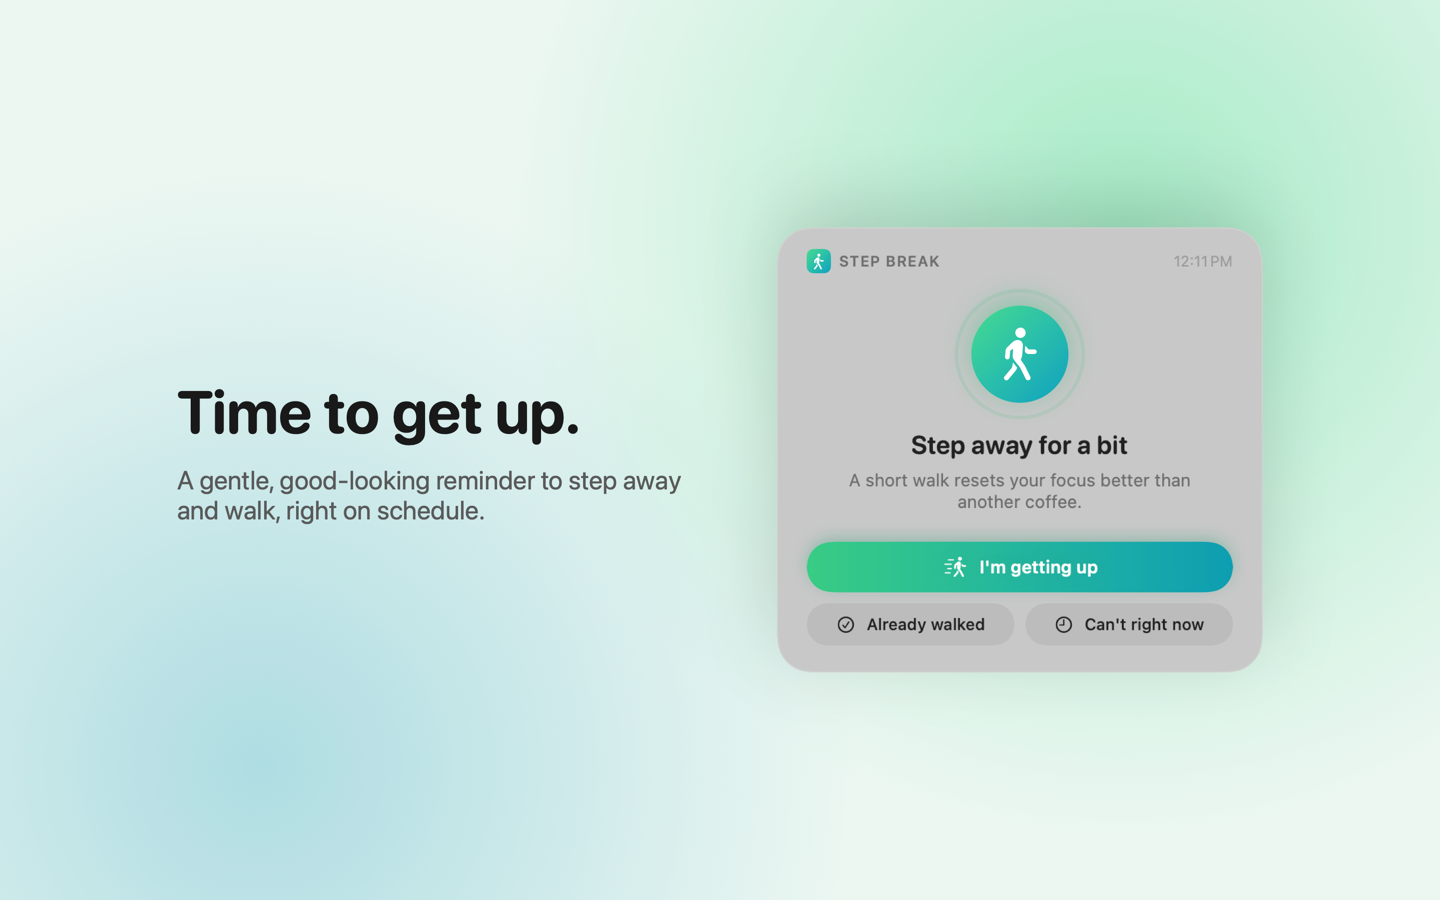 Time to get up.
A gentle, good-looking reminder to step away
and walk, right on schedule.
STEP BREAK
12:11 PM
Step away for a bit
A short walk resets your focus better than
another coffee.
I'm getting up
Already walked
Can't right now